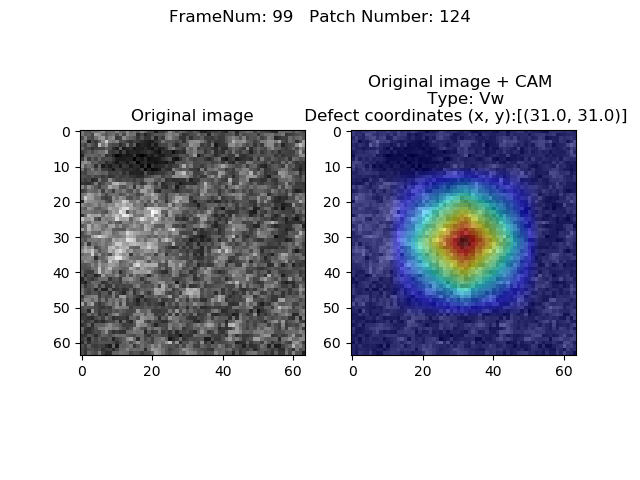 FrameNum: 99   Patch Number: 124
Original image
Original image + CAM
Type: Vw
Defect coordinates (x, y):[(31.0, 31.0)]
0
10
20
30
40
50
60
0 20 40 60
0
10
20
30
40
50
60
0 20 40 60